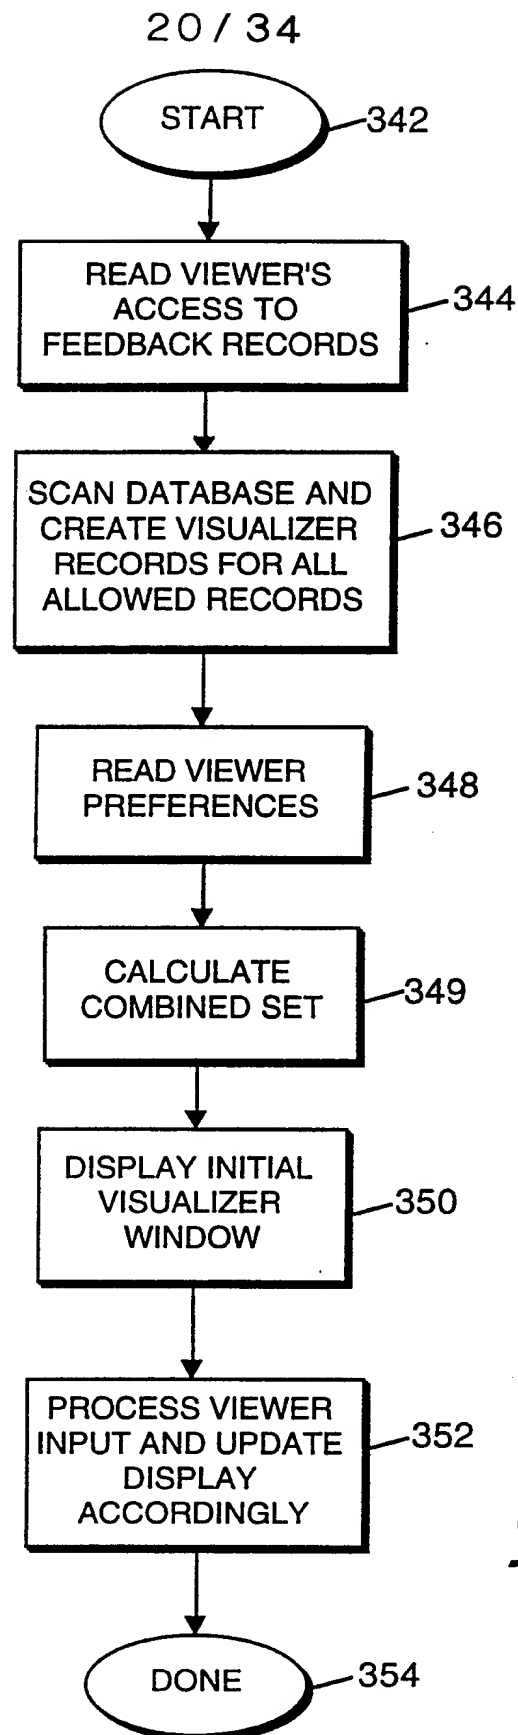 20 / 34
START
342
READ VIEWER'S
ACCESS TO
FEEDBACK RECORDS
344
SCAN DATABASE AND
CREATE VISUALIZER
RECORDS FOR ALL
ALLOWED RECORDS
346
READ VIEWER
PREFERENCES
348
CALCULATE
COMBINED SET
349
DISPLAY INITIAL
VISUALIZER
WINDOW
350
PROCESS VIEWER
INPUT AND UPDATE
DISPLAY
ACCORDINGLY
352
DONE
354